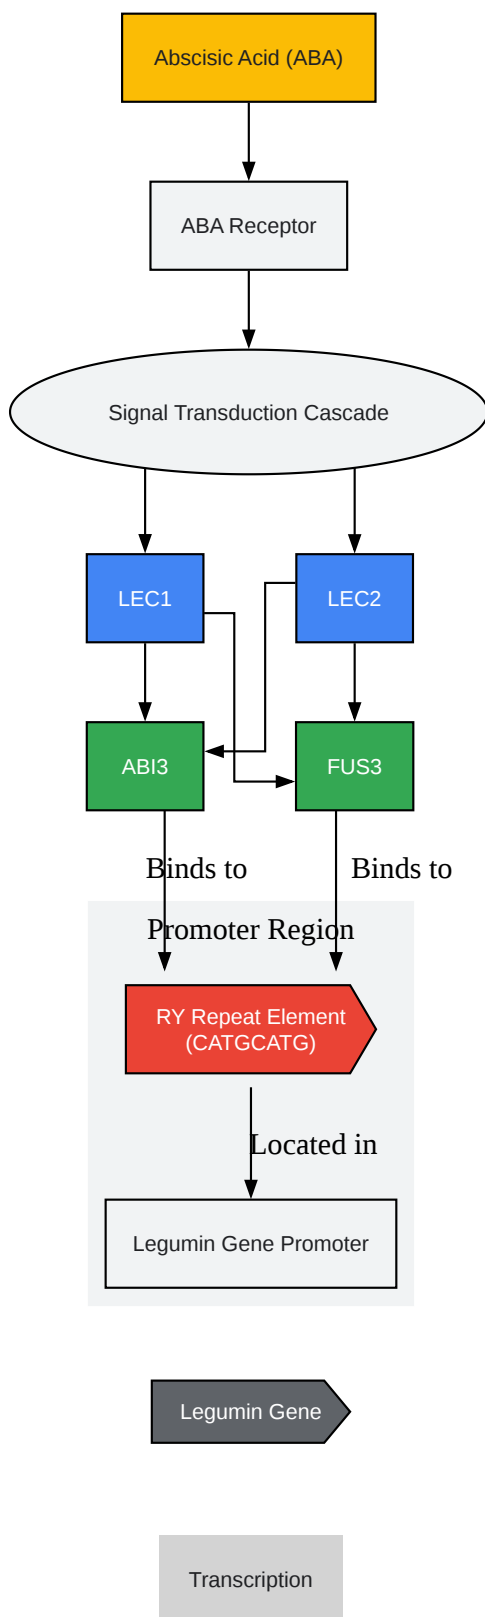 Abscisic Acid (ABA)
ABA Receptor
Signal Transduction Cascade
LEC1
LEC2
ABI3
FUS3
Binds to
Binds to
Promoter Region
RY Repeat Element
(CATGCATG)
Located in
Legumin Gene Promoter
Legumin Gene
Transcription